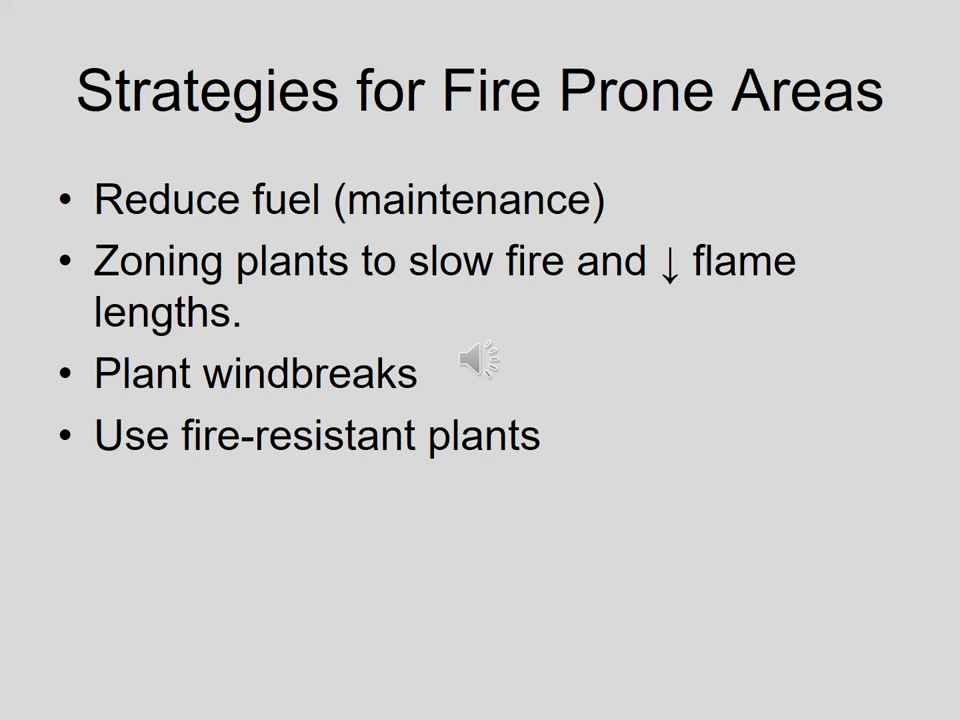 Strategies for Fire Prone Areas
• Reduce fuel (maintenance)
• Zoning plants to slow fire and ↓ flame
lengths.
• Plant windbreaks
• Use fire-resistant plants